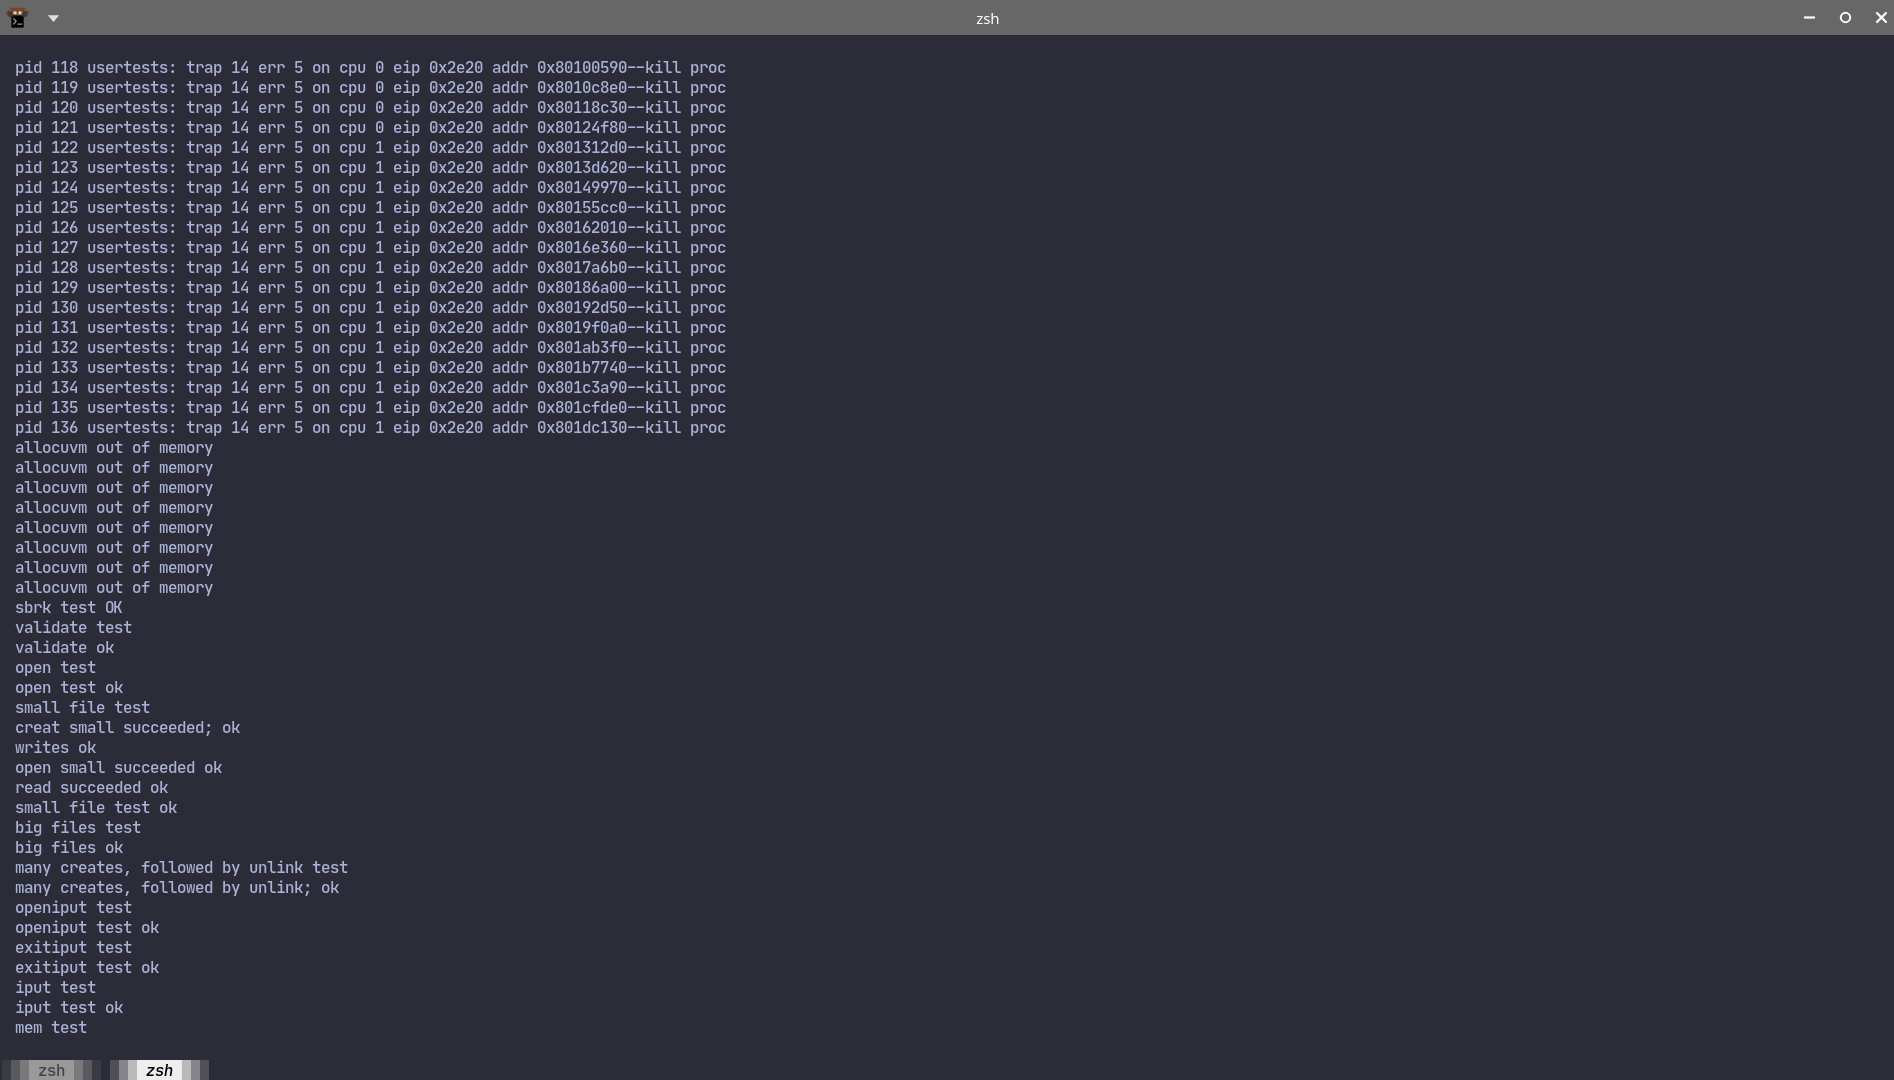 zsh
pid 118 usertests: trap 14 err 5 on cpu 0 eip 0x2e20 addr 0x80100590--kill proc
pid 119 usertests: trap 14 err 5 on cpu 0 eip 0x2e20 addr 0x8010c8e0--kill proc
pid 120 usertests: trap 14 err 5 on cpu 0 eip 0x2e20 addr 0x80118c30--kill proc
pid 121 usertests: trap 14 err 5 on cpu 0 eip 0x2e20 addr 0x80124f80--kill proc
pid 122 usertests: trap 14 err 5 on cpu 1 eip 0x2e20 addr 0x801312d0--kill proc
pid 123 usertests: trap 14 err 5 on cpu 1 eip 0x2e20 addr 0x8013d620--kill proc
pid 124 usertests: trap 14 err 5 on cpu 1 eip 0x2e20 addr 0x80149970--kill proc
pid 125 usertests: trap 14 err 5 on cpu 1 eip 0x2e20 addr 0x80155cc0--kill proc
pid 126 usertests: trap 14 err 5 on cpu 1 eip 0x2e20 addr 0x80162010--kill proc
pid 127 usertests: trap 14 err 5 on cpu 1 eip 0x2e20 addr 0x8016e360--kill proc
pid 128 usertests: trap 14 err 5 on cpu 1 eip 0x2e20 addr 0x8017a6b0--kill proc
pid 129 usertests: trap 14 err 5 on cpu 1 eip 0x2e20 addr 0x80186a00--kill proc
pid 130 usertests: trap 14 err 5 on cpu 1 eip 0x2e20 addr 0x80192d50--kill proc
pid 131 usertests: trap 14 err 5 on cpu 1 eip 0x2e20 addr 0x8019f0a0--kill proc
pid 132 usertests: trap 14 err 5 on cpu 1 eip 0x2e20 addr 0x801ab3f0--kill proc
pid 133 usertests: trap 14 err 5 on cpu 1 eip 0x2e20 addr 0x801b7740--kill proc
pid 134 usertests: trap 14 err 5 on cpu 1 eip 0x2e20 addr 0x801c3a90--kill proc
pid 135 usertests: trap 14 err 5 on cpu 1 eip 0x2e20 addr 0x801cfde0--kill proc
pid 136 usertests: trap 14 err 5 on cpu 1 eip 0x2e20 addr 0x801dc130--kill proc
allocuvm out of memory
allocuvm out of memory
allocuvm out of memory
allocuvm out of memory
allocuvm out of memory
allocuvm out of memory
allocuvm out of memory
allocuvm out of memory
sbrk test OK
validate test
validate ok
open test
open test ok
small file test
creat small succeeded; ok
writes ok
open small succeeded ok
read succeeded ok
small file test ok
big files test
big files ok
many creates, followed by unlink test
many creates, followed by unlink; ok
openiput test
openiput test ok
exitiput test
exitiput test ok
iput test
iput test ok
mem test
zsh zsh